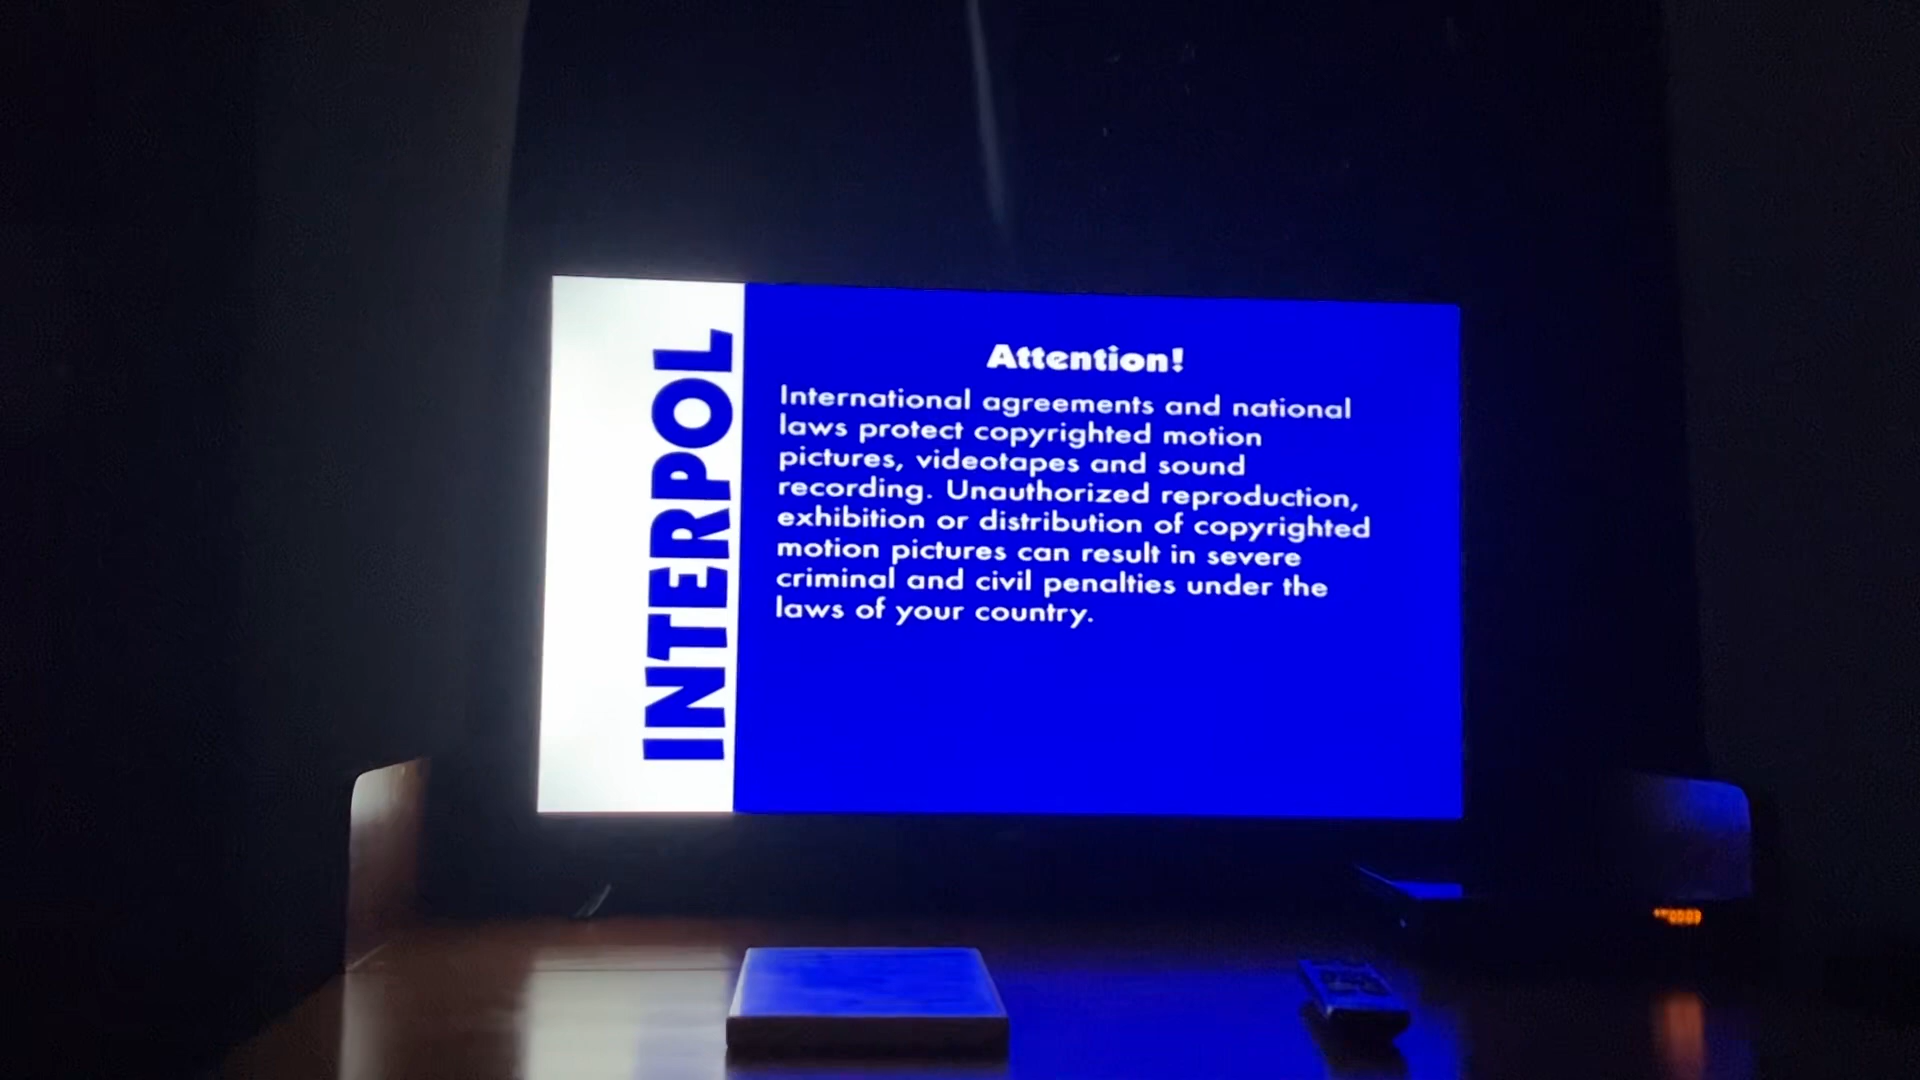 INTERPOL
Attention!
International agreements and national
laws protect copyrighted motion
pictures, videotapes and sound
recording. Unauthorized reproduction,
exhibition or distribution of copyrighted
motion pictures can result in severe
criminal and civil penalties under the
laws of your country.